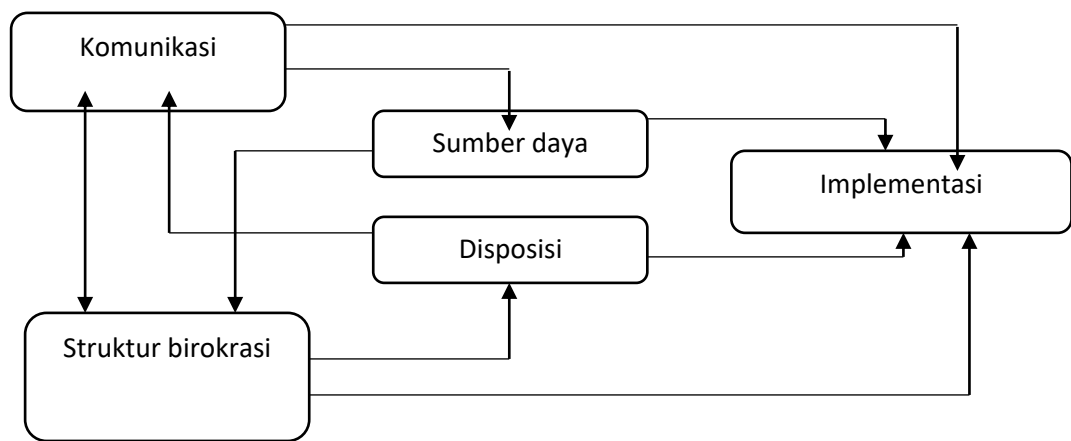 Komunikasi
Sumber daya
Implementasi
Disposisi
Struktur birokrasi